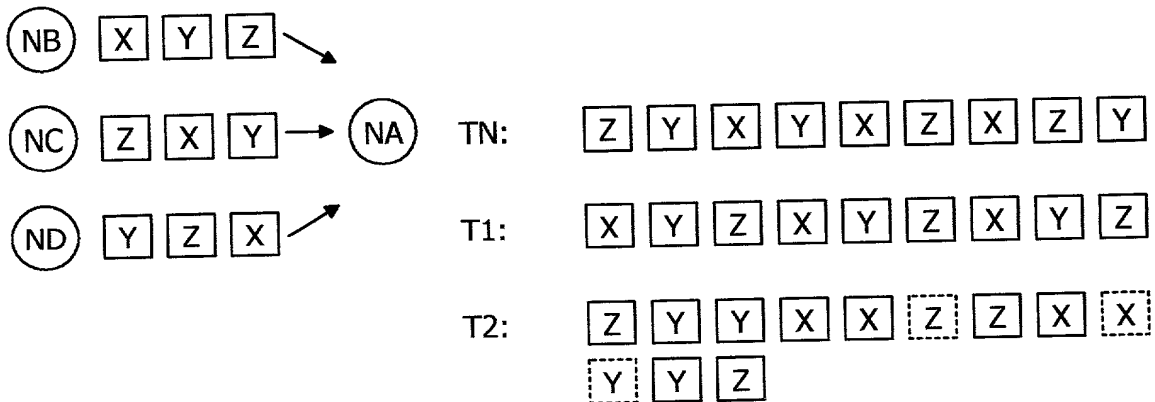 NB X Y Z
NC Z X Y NA TN: Z Y X Y X Z X Z Y
ND Y Z X T1: X Y Z X Y Z X Y Z
T2: Z Y Y X X Z Z X X
Y Y Z